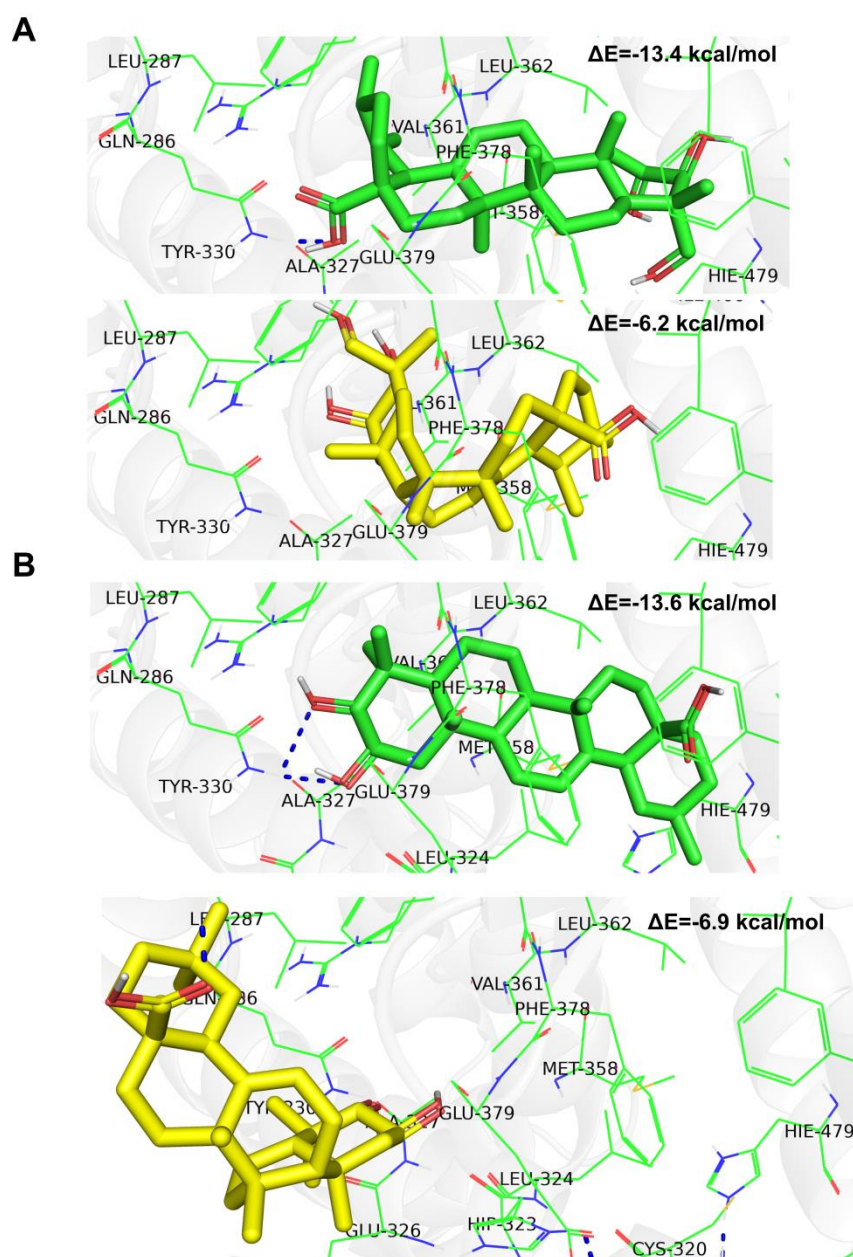 A
ΔE=-13.4 kcal/mol
LEU-287
LEU-362
GLN-286
VAL-361
PHE-378
TYR-330
GLU-379
ALA-327
HIE-479
ΔE=-6.2 kcal/mol
LEU-287
LEU-362
GLN-286
PHE-378
TYR-330
ALA-327
GLU-379
HIE-479
B
ΔE=-13.6 kcal/mol
LEU-287
LEU-362
GLN-286
PHE-378
MET-358
TYR-330
ALA-327
GLU-379
HIE-479
LEU-324
ΔE=-6.9 kcal/mol
LEU-362
VAL-361
PHE-378
MET-358
GLU-379
HIE-479
LEU-324
HIP-323
GLU-326
CYS-320